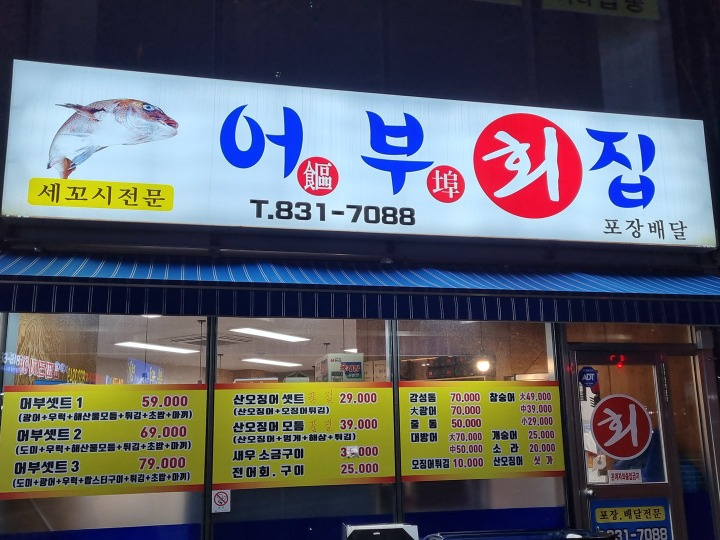 어부회집
饇 埠
세꼬시전문
T.831-7088
포장배달
어부셋트 1 59.000
(광어+우럭+해산물모듬+튀김+초밥+마끼)
어부셋트 2 69.000
(도미+우럭+해산물모듬+튀김+초밥+마끼)
어부셋트 3 79.000
(도미+광어+우럭+랍스타구이+튀김+초밥+마끼)
산오징어 셋트 29.000
(산오징어+오징어튀김)
산오징어 모듬 39.000
(산오징어+멍게+해삼+튀김)
새우 소금구이
전어회.구이 25.000
감성돔 70.000
大광어 70.000
줄돔 50.000
대방어 大70.000
中50.000
오징어튀김 10,000
참숭어 大49,000
中39,000
小29,000
개숭어 25.000
소라 20.000
산오징어 싯가
ADT
회
포장,배달전문
831-7088